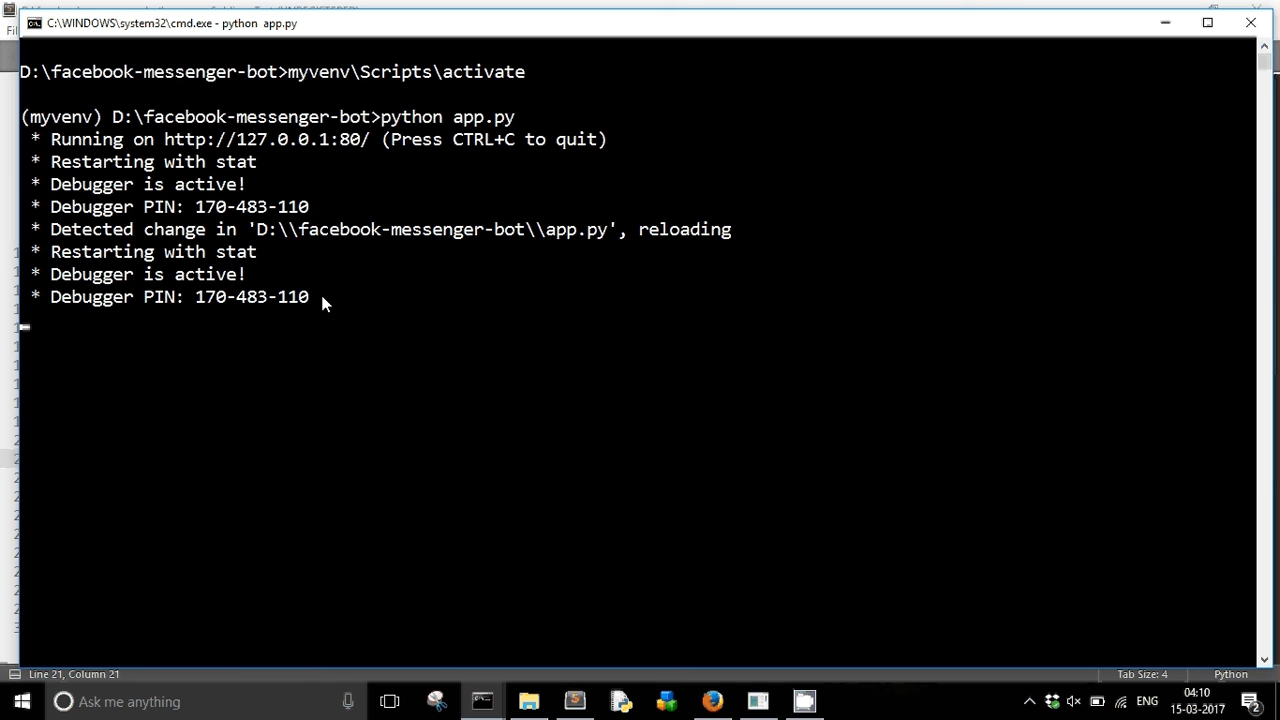 C:\WINDOWS\system32\cmd.exe - python  app.py
Fil
D:\facebook-messenger-bot>myvenv\Scripts\activate
(myvenv) D:\facebook-messenger-bot>python app.py
* Running on http://127.0.0.1:80/ (Press CTRL+C to quit)
* Restarting with stat
* Debugger is active!
* Debugger PIN: 170-483-110
* Detected change in 'D:\\facebook-messenger-bot\\app.py', reloading
* Restarting with stat
* Debugger is active!
* Debugger PIN: 170-483-110
Line 21, Column 21
Tab Size: 4
Python
Ask me anything
ENG
04:10
15-03-2017
2